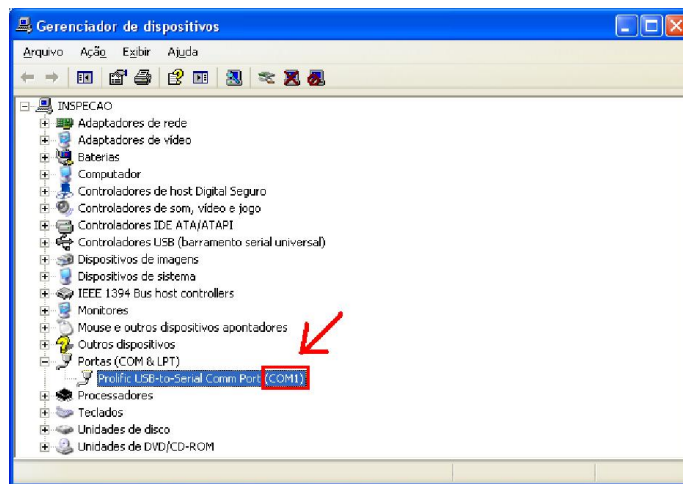 Gerenciador de dispositivos
Arquivo Ação Exibir Ajuda
INSPECAO
Adaptadores de rede
Adaptadores de vídeo
Baterias
Computador
Controladores de host Digital Seguro
Controladores de som, vídeo e jogo
Controladores IDE ATA/ATAPI
Controladores USB (barramento serial universal)
Dispositivos de imagens
Dispositivos de sistema
IEEE 1394 Bus host controllers
Monitores
Mouse e outros dispositivos apontadores
Outros dispositivos
Portas (COM & LPT)
Prolific USB-to-Serial Comm Port (COM1)
Processadores
Teclados
Unidades de disco
Unidades de DVD/CD-ROM